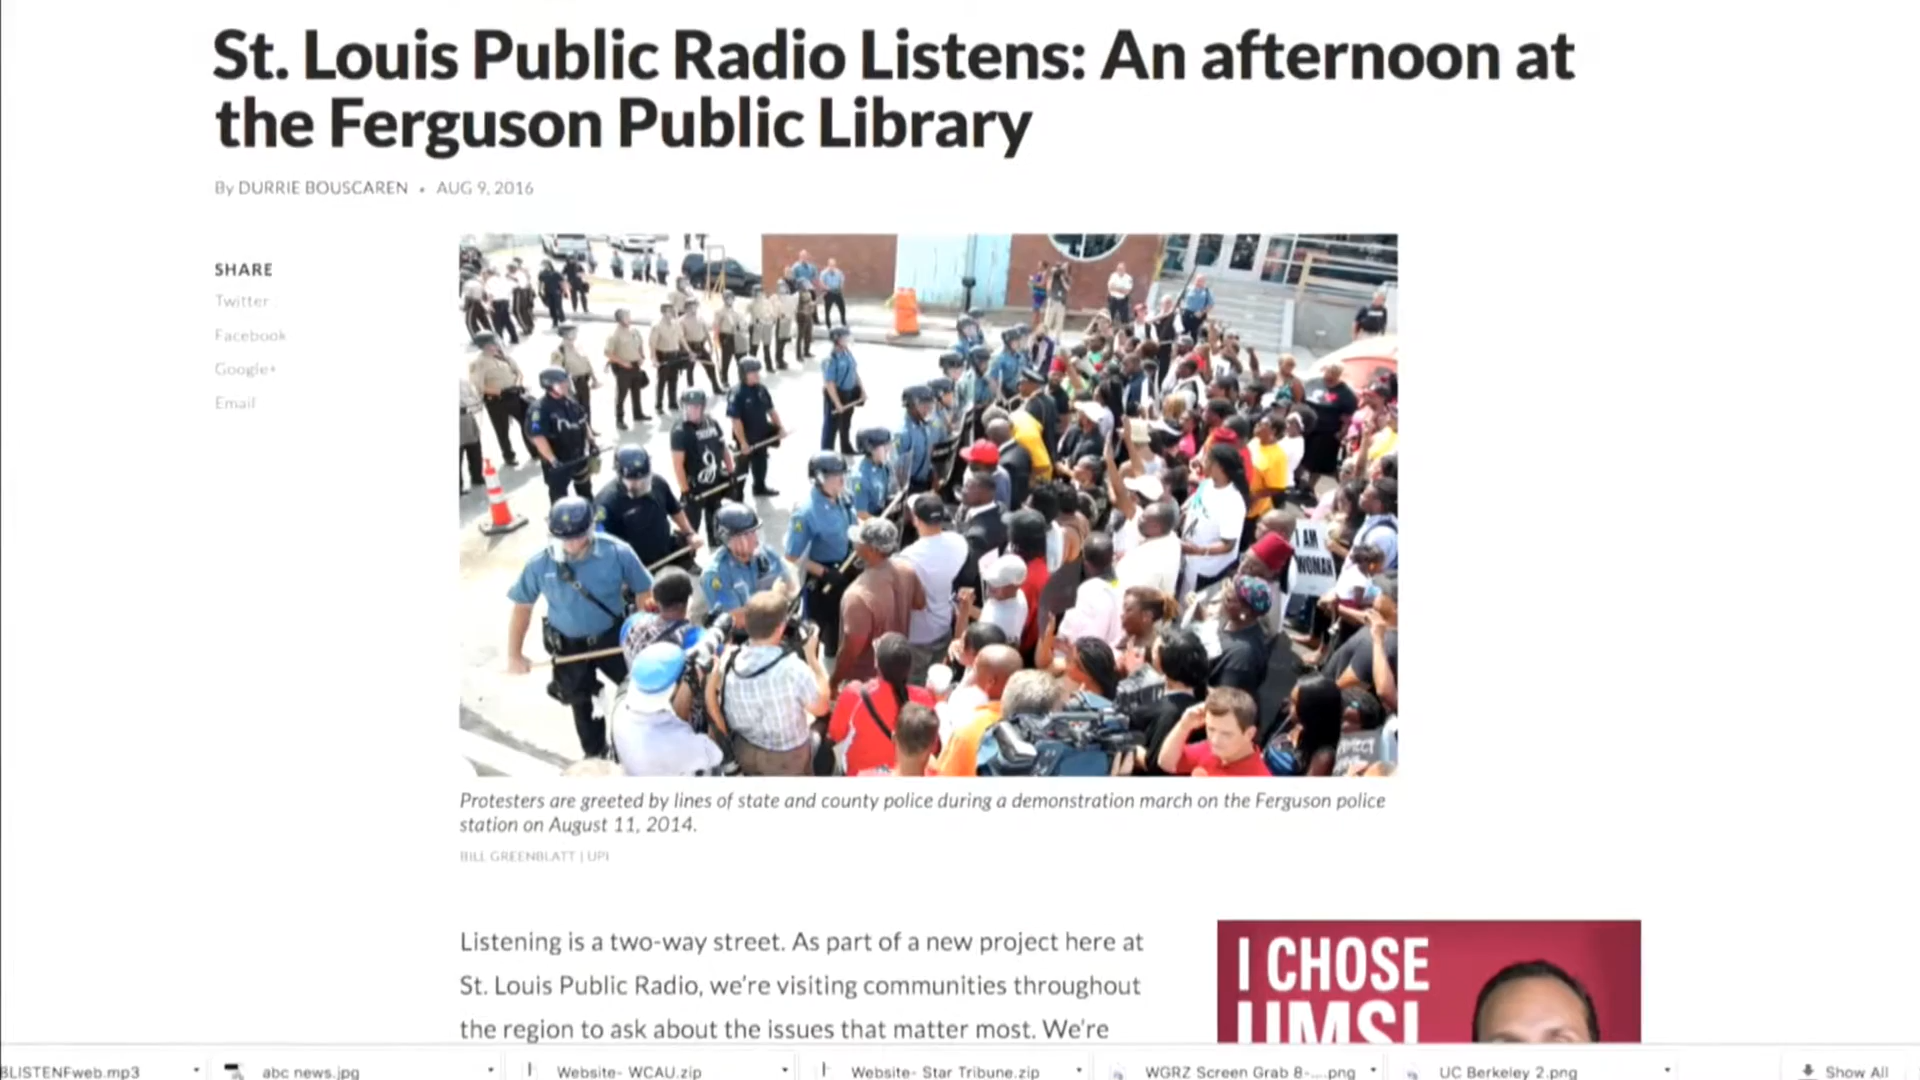 St. Louis Public Radio Listens: An afternoon at
the Ferguson Public Library
By DURRIE BOUSCAREN • AUG 9, 2016
SHARE
Twitter
Facebook
Google+
Email
I AM
WOMAN
Protesters are greeted by lines of state and county police during a demonstration march on the Ferguson police
station on August 11, 2014.
BILL GREENBLATT | UPI
Listening is a two-way street. As part of a new project here at
St. Louis Public Radio, we're visiting communities throughout
the region to ask about the issues that matter most. We're
I CHOSE
UMSL
BLISTENFweb.mp3
abc news.jpg
Website- WCAU.zip
Website- Star Tribune.zip
WGRZ Screen Grab 8-....png
UC Berkeley 2.png
Show All